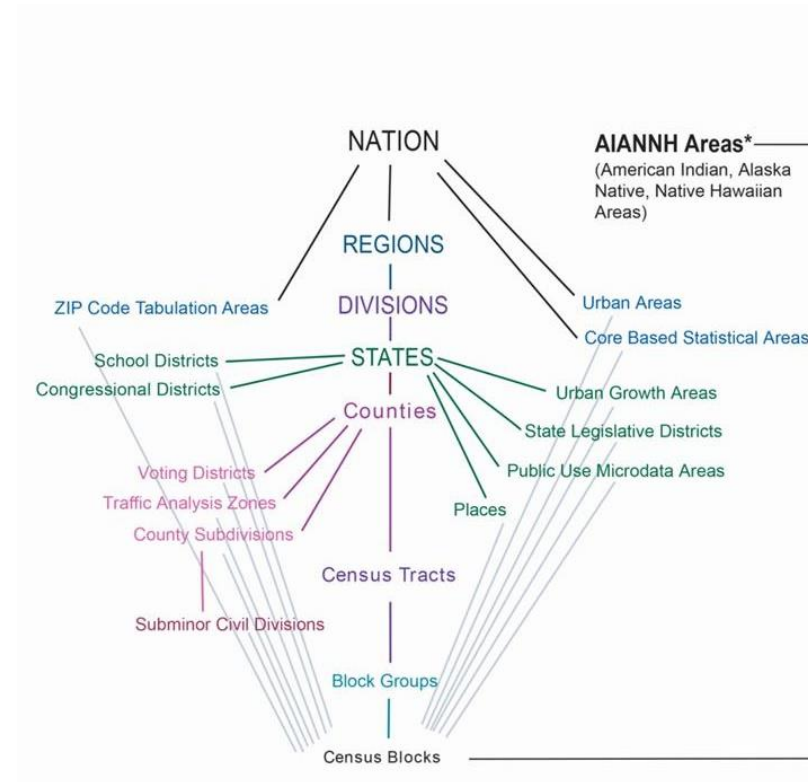 NATION
AIANNH Areas*
(American Indian, Alaska
Native, Native Hawaiian
Areas)
REGIONS
ZIP Code Tabulation Areas
DIVISIONS
Urban Areas
Core Based Statistical Areas
School Districts
STATES
Congressional Districts
Urban Growth Areas
Counties
State Legislative Districts
Voting Districts
Public Use Microdata Areas
Traffic Analysis Zones
Places
County Subdivisions
Census Tracts
Subminor Civil Divisions
Block Groups
Census Blocks